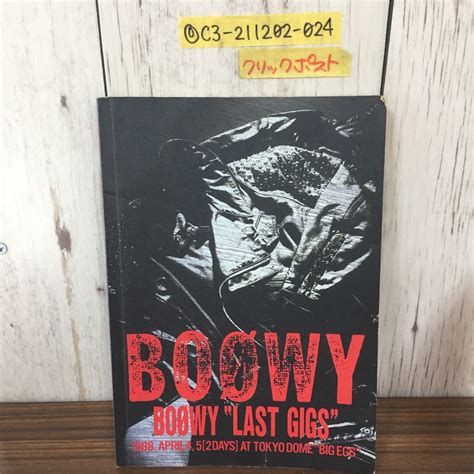 ①C3-211202-024
クリックポスト
BOØWY
BOØWY "LAST GIGS"
1988. APRIL 4, 5[2DAYS] AT TOKYO DOME "BIG EGG"